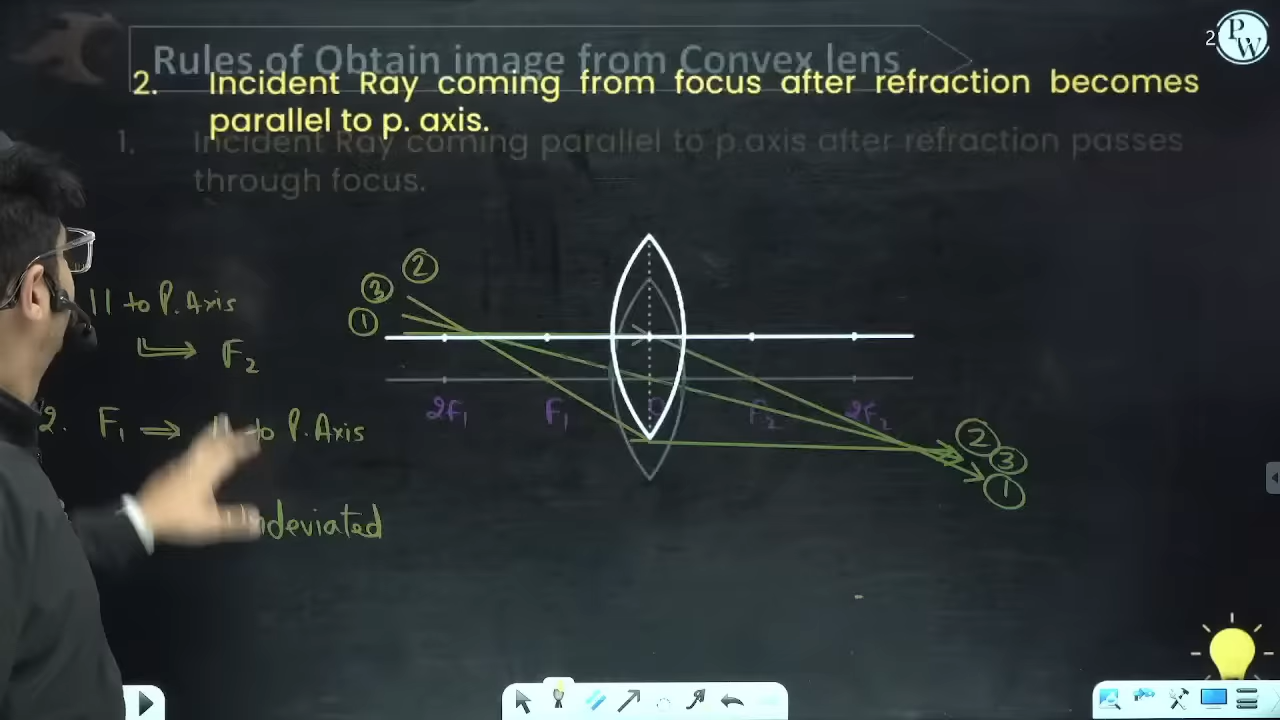 Rules of Obtain image from Convex lens
2. Incident Ray coming from focus after refraction becomes
parallel to p. axis.
1. Incident Ray coming parallel to p.axis after refraction passes
through focus.
2
PW
② 
③
①
|| to P.Axis
↳ F₂
2. F₁ ⇒ || to P.Axis
Undeviated
2F₁ F₁ O F₂ 2F₂
②
③
①